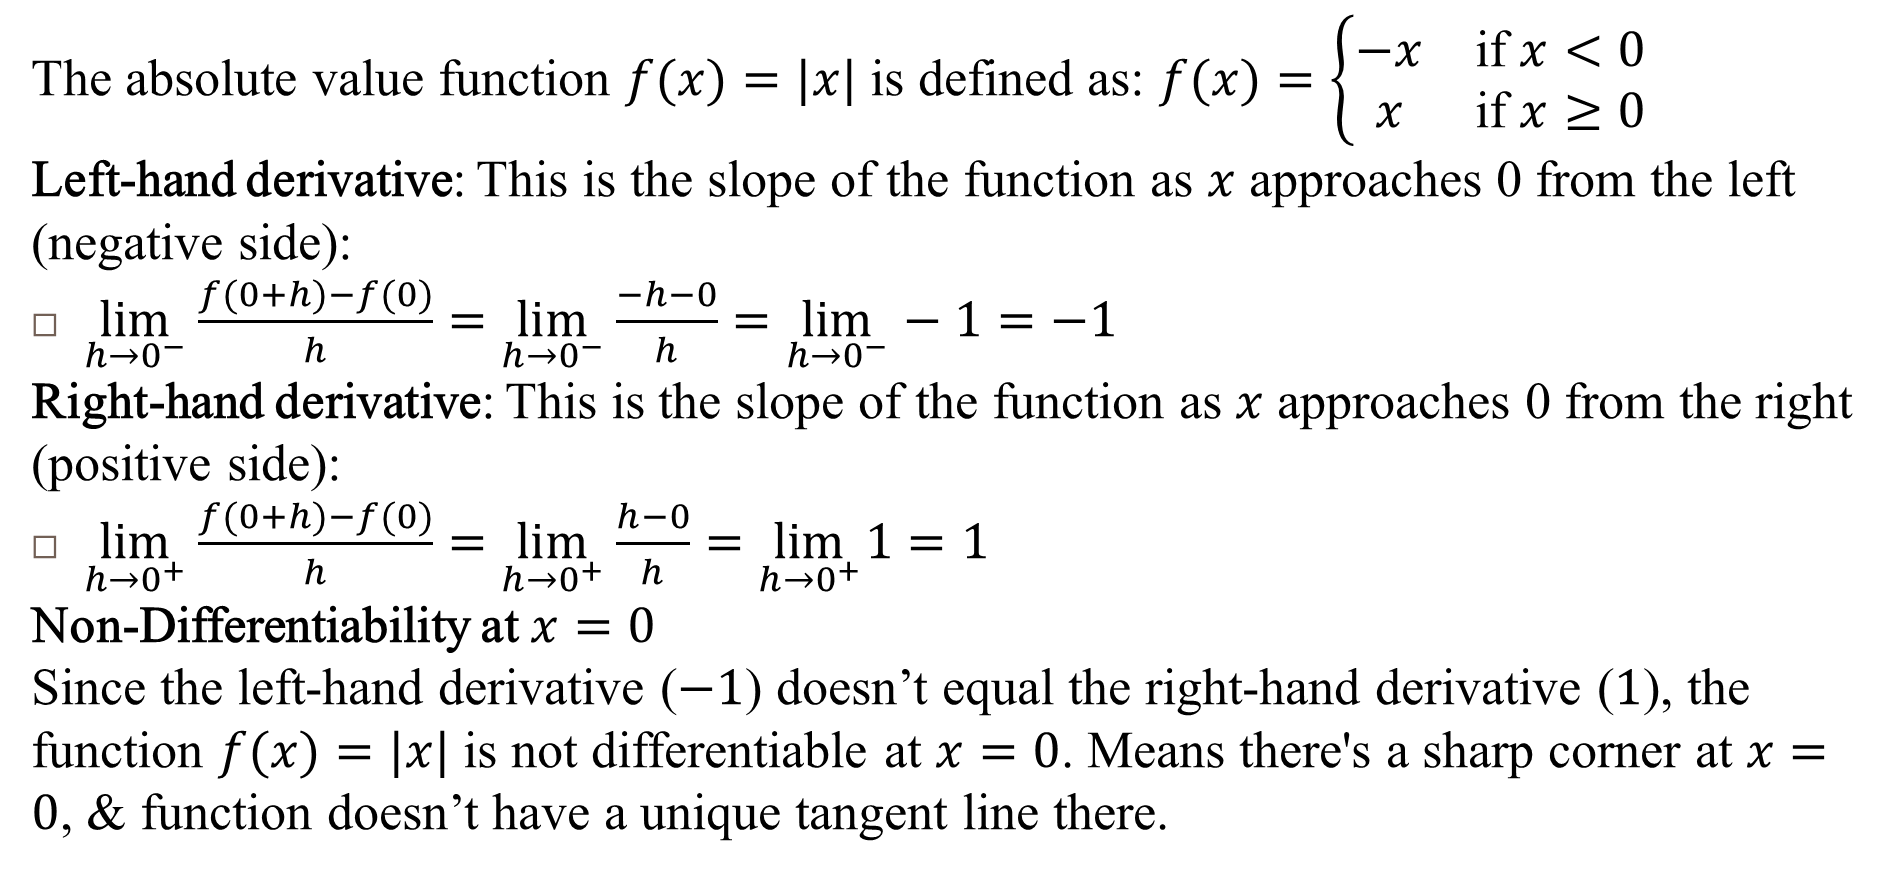 The absolute value function f(x) = |x| is defined as: f(x) = { −x if x < 0
x if x ≥ 0
Left-hand derivative: This is the slope of the function as x approaches 0 from the left
(negative side):
□ lim_{h→0⁻} \frac{f(0+h)−f(0)}{h} = lim_{h→0⁻} \frac{−h−0}{h} = lim_{h→0⁻} − 1 = −1
Right-hand derivative: This is the slope of the function as x approaches 0 from the right
(positive side):
□ lim_{h→0⁺} \frac{f(0+h)−f(0)}{h} = lim_{h→0⁺} \frac{h−0}{h} = lim_{h→0⁺} 1 = 1
Non-Differentiability at x = 0
Since the left-hand derivative (−1) doesn’t equal the right-hand derivative (1), the
function f(x) = |x| is not differentiable at x = 0. Means there's a sharp corner at x =
0, & function doesn’t have a unique tangent line there.